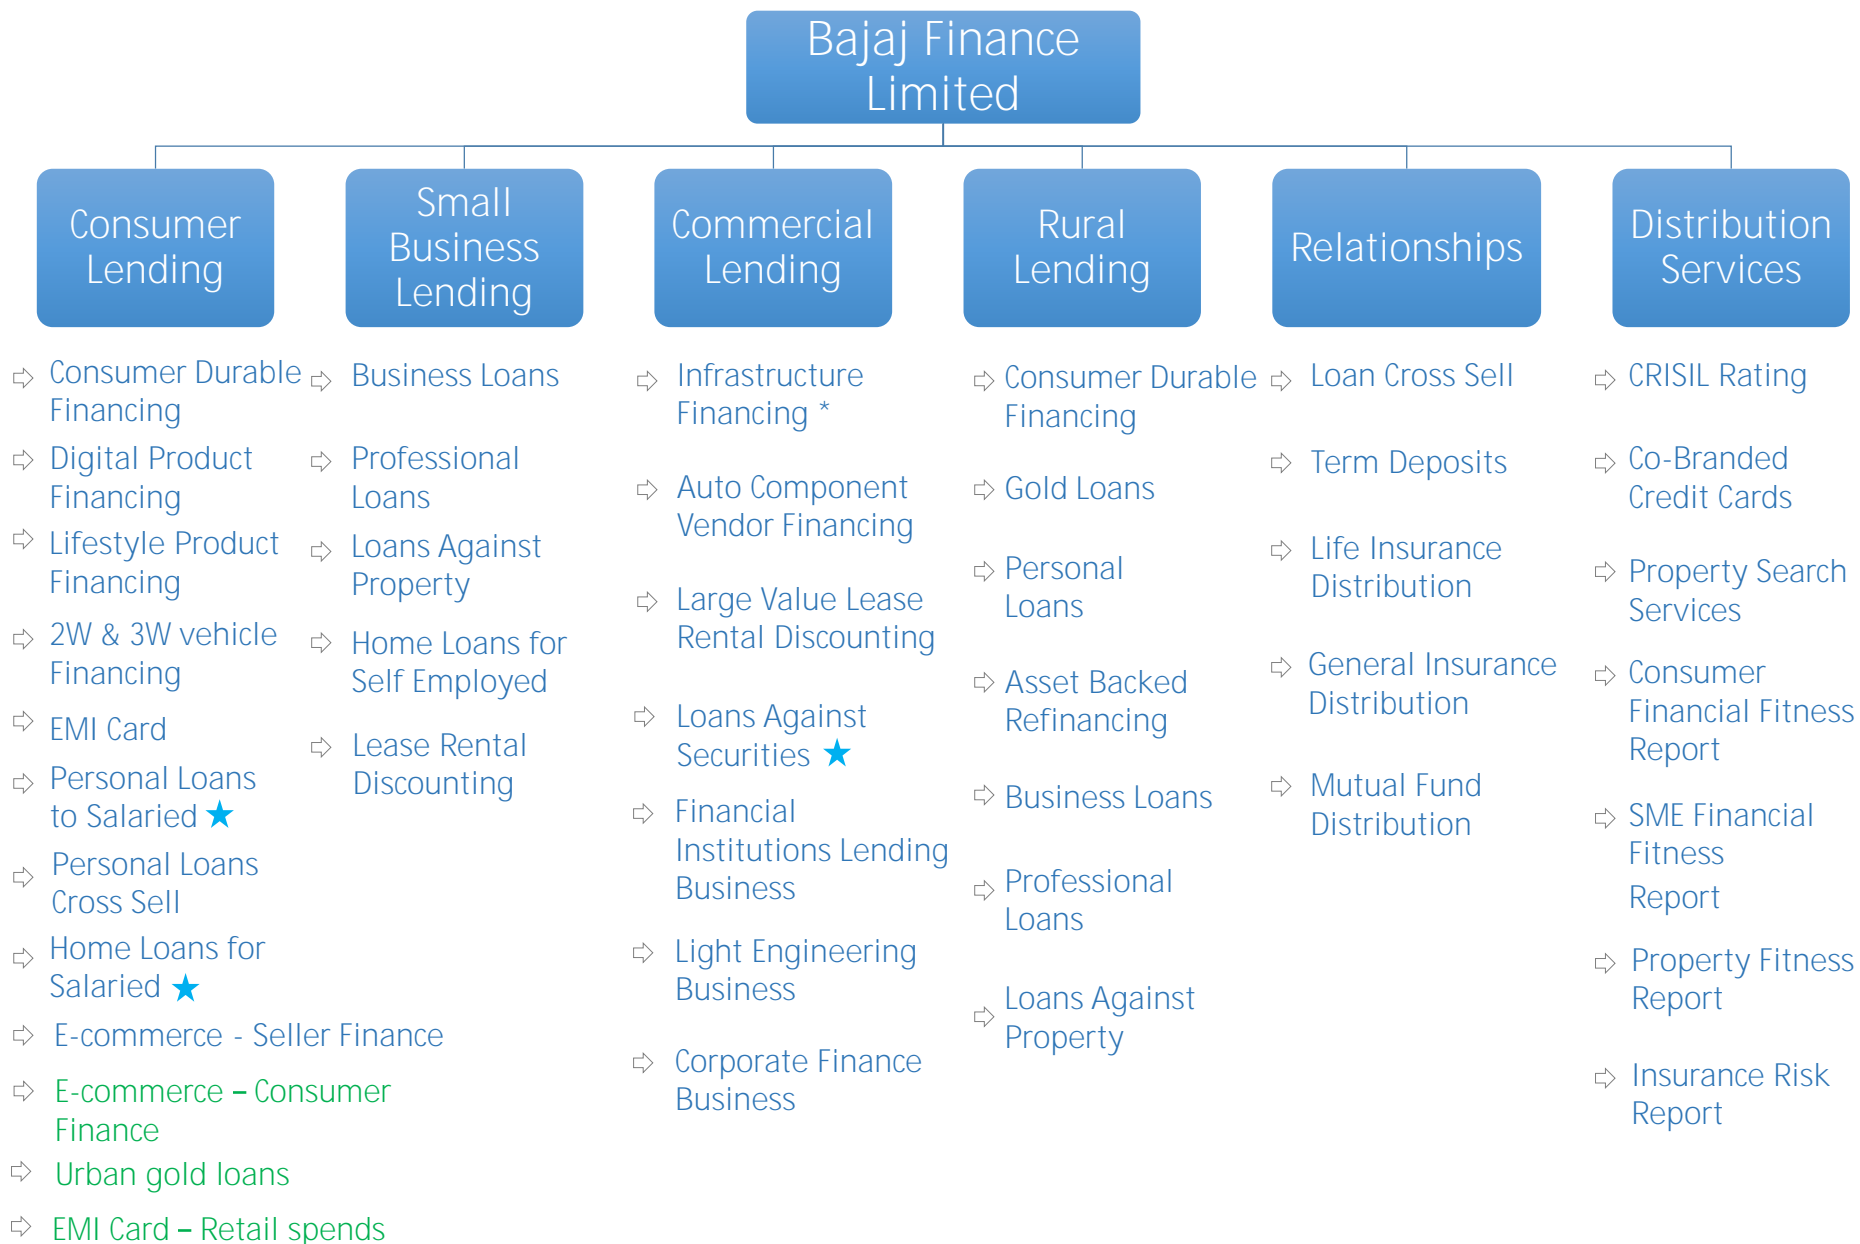 Bajaj Finance
Limited
Consumer
Lending
Small
Business
Lending
Commercial
Lending
Rural
Lending
Relationships
Distribution
Services
Consumer Durable
Financing
Digital Product
Financing
Lifestyle Product
Financing
2W & 3W vehicle
Financing
EMI Card
Personal Loans
to Salaried ★
Personal Loans
Cross Sell
Home Loans for
Salaried ★
E-commerce - Seller Finance
E-commerce – Consumer
Finance
Urban gold loans
EMI Card – Retail spends
Business Loans
Professional
Loans
Loans Against
Property
Home Loans for
Self Employed
Lease Rental
Discounting
Infrastructure
Financing *
Auto Component
Vendor Financing
Large Value Lease
Rental Discounting
Loans Against
Securities ★
Financial
Institutions Lending
Business
Light Engineering
Business
Corporate Finance
Business
Consumer Durable
Financing
Gold Loans
Personal
Loans
Asset Backed
Refinancing
Business Loans
Professional
Loans
Loans Against
Property
Loan Cross Sell
Term Deposits
Life Insurance
Distribution
General Insurance
Distribution
Mutual Fund
Distribution
CRISIL Rating
Co-Branded
Credit Cards
Property Search
Services
Consumer
Financial Fitness
Report
SME Financial
Fitness
Report
Property Fitness
Report
Insurance Risk
Report